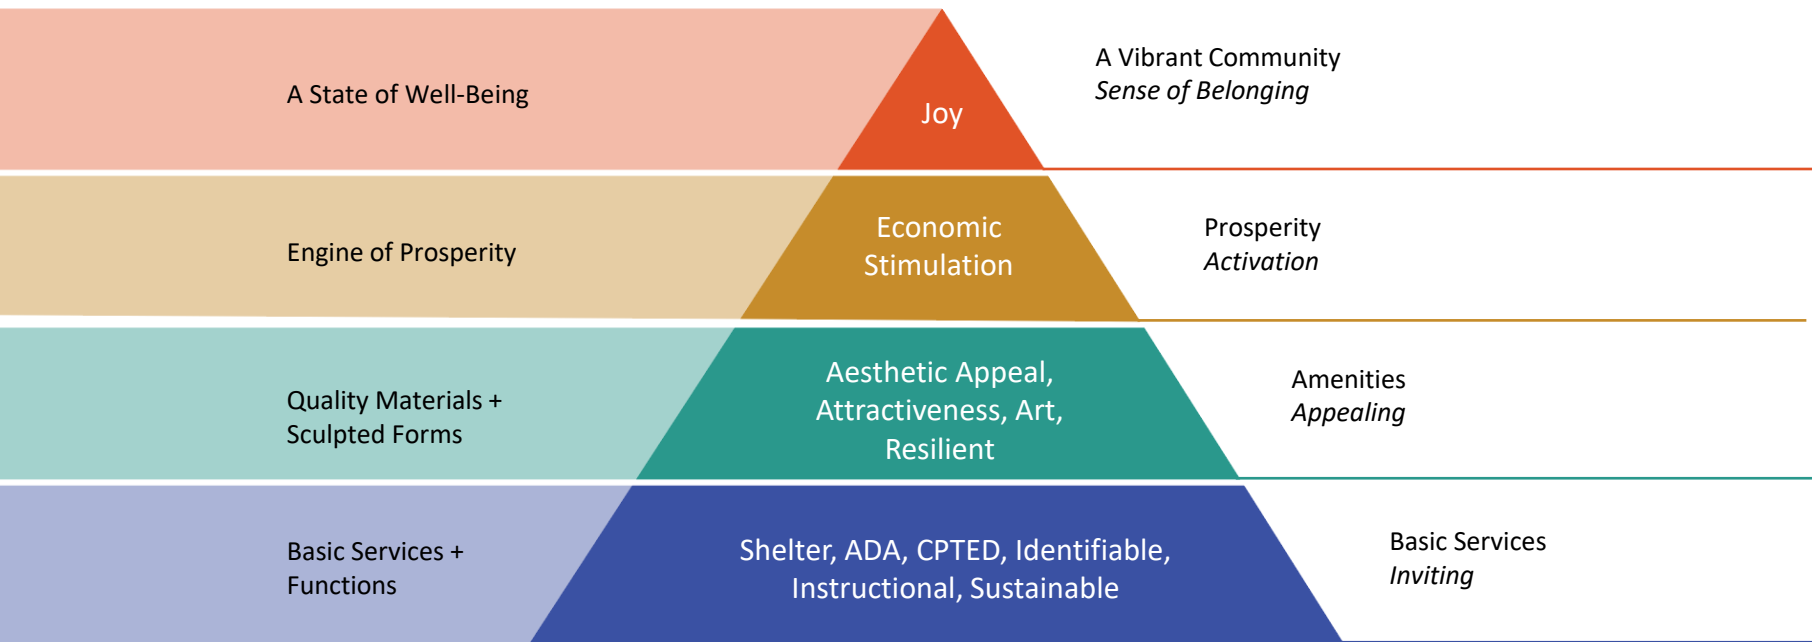 A State of Well-Being
Joy
A Vibrant Community
Sense of Belonging
Engine of Prosperity
Economic
Stimulation
Prosperity
Activation
Quality Materials +
Sculpted Forms
Aesthetic Appeal,
Attractiveness, Art,
Resilient
Amenities
Appealing
Basic Services +
Functions
Shelter, ADA, CPTED, Identifiable,
Instructional, Sustainable
Basic Services
Inviting